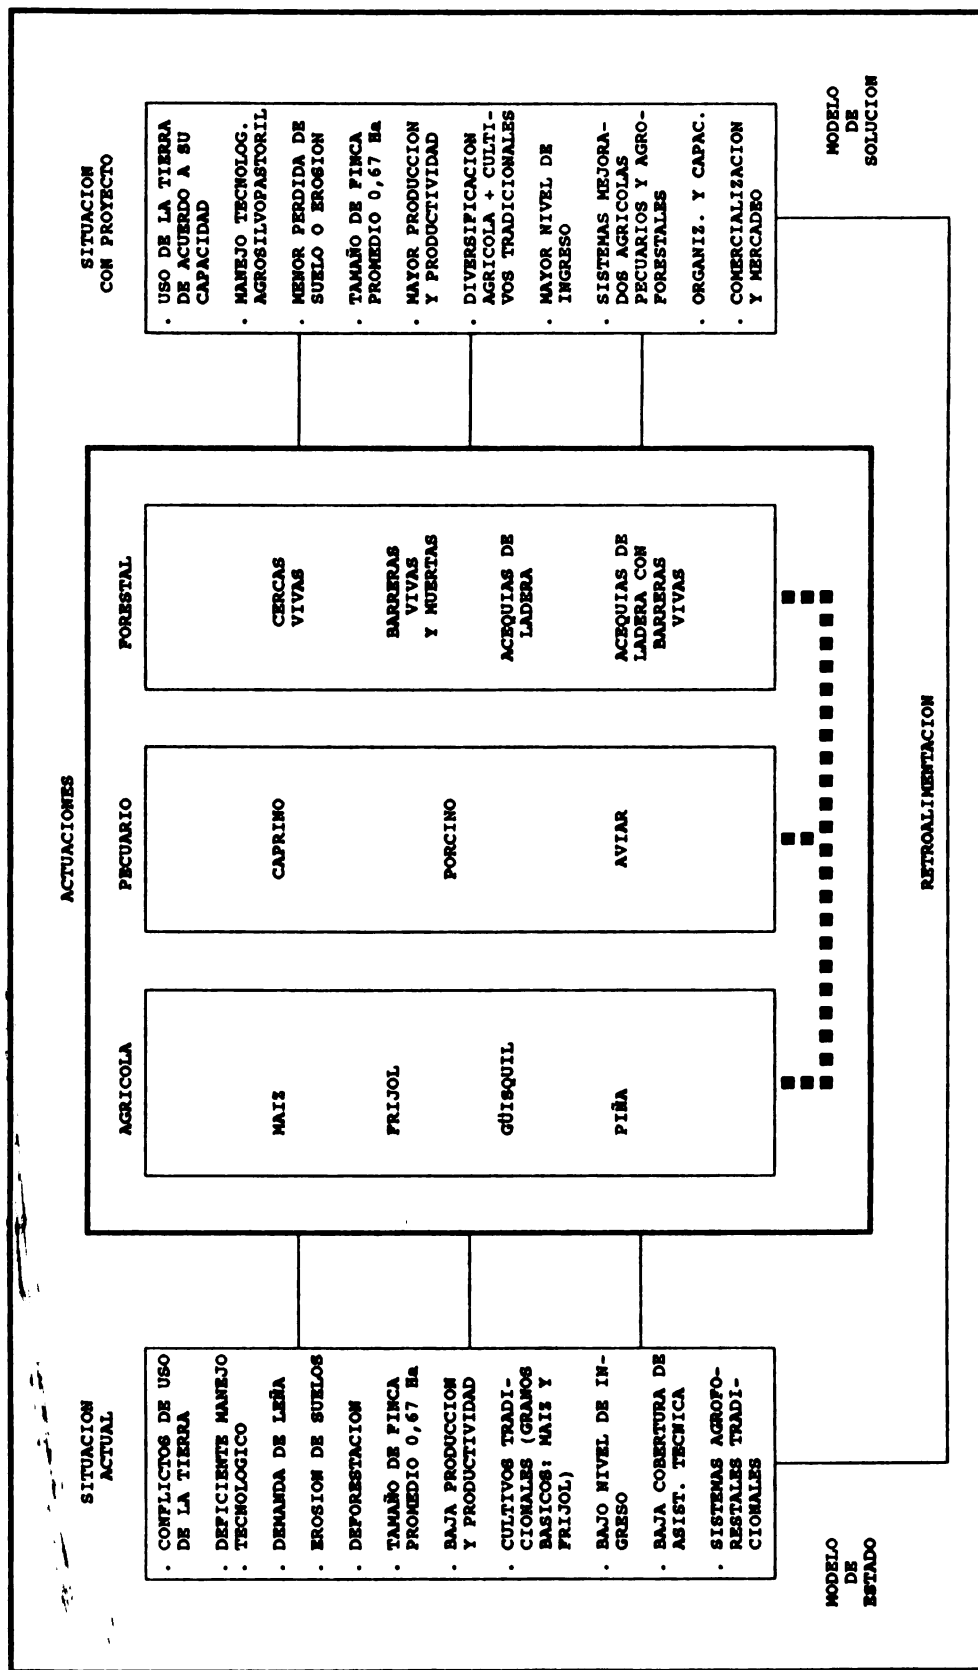 SITUACION
ACTUAL
. CONFLICTOS DE USO
DE LA TIERRA
. DEFICIENTE MANEJO
. TECNOLOGICO
. DEMANDA DE LEÑA
. EROSION DE SUELOS
. DEFORESTACION
. TAMAÑO DE FINCA
PROMEDIO 0,67 Ha
. BAJA PRODUCCION
Y PRODUCTIVIDAD
. CULTIVOS TRADI-
CIONALES (GRANOS
BASICOS: MAIZ Y
FRIJOL)
. BAJO NIVEL DE IN-
GRESO
. BAJA COBERTURA DE
ASIST. TECNICA
. SISTEMAS AGROFO-
RESTALES TRADI-
CIONALES
MODELO
DE
ESTADO
ACTUACIONES
AGRICOLA
MAIZ
FRIJOL
GÜISQUIL
PIÑA
PECUARIO
CAPRINO
PORCINO
AVIAR
FORESTAL
CERCAS
VIVAS
BARRERAS
VIVAS
Y MUERTAS
ACEQUIAS DE
LADERA
ACEQUIAS DE
LADERA CON
BARRERAS
VIVAS
SITUACION
CON PROYECTO
. USO DE LA TIERRA
DE ACUERDO A SU
CAPACIDAD
. MANEJO TECNOLOG.
AGROSILVOPASTORIL
. MENOR PERDIDA DE
SUELO O EROSION
. TAMAÑO DE FINCA
PROMEDIO 0,67 Ha
. MAYOR PRODUCCION
Y PRODUCTIVIDAD
. DIVERSIFICACION
AGRICOLA + CULTI-
VOS TRADICIONALES
. MAYOR NIVEL DE
INGRESO
. SISTEMAS MEJORA-
DOS AGRICOLAS
PECUARIOS Y AGRO-
FORESTALES
. ORGANIZ. Y CAPAC.
. COMERCIALIZACION
Y MERCADEO
MODELO
DE
SOLUCION
RETROALIMENTACION